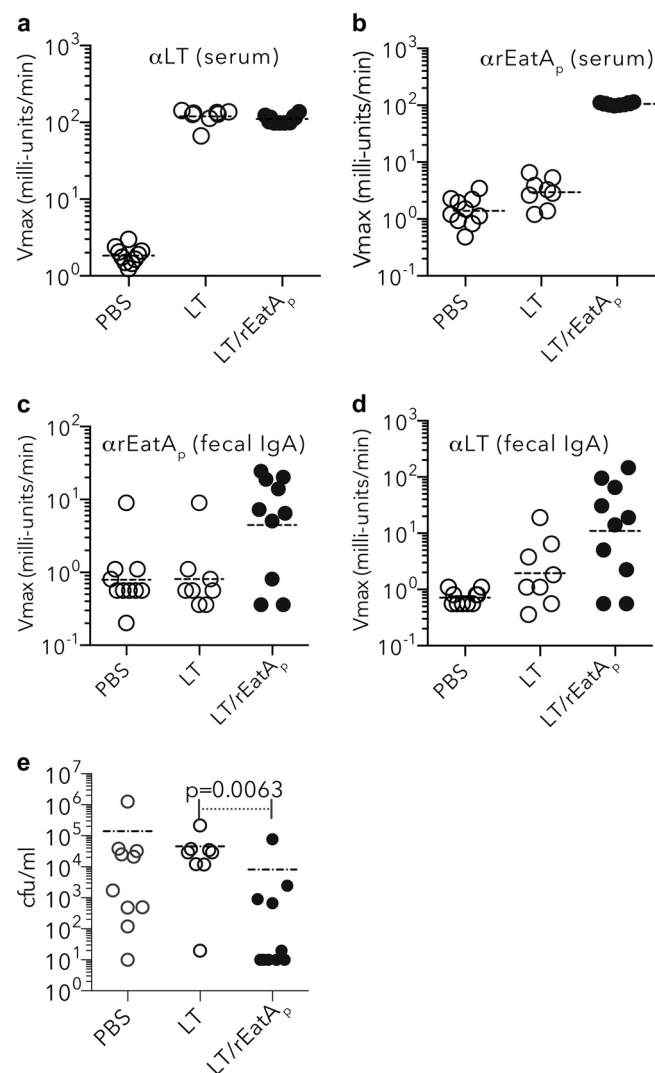 a
αLT (serum)
Vmax (milli-units/min)
10³
10²
10¹
10⁰
PBS
LT
LT/rEatAₚ
b
αrEatAₚ (serum)
Vmax (milli-units/min)
10³
10²
10¹
10⁰
10⁻¹
PBS
LT
LT/rEatAₚ
c
αrEatAₚ (fecal IgA)
Vmax (milli-units/min)
10²
10¹
10⁰
10⁻¹
PBS
LT
LT/rEatAₚ
d
αLT (fecal IgA)
Vmax (milli-units/min)
10³
10²
10¹
10⁰
10⁻¹
PBS
LT
LT/rEatAₚ
e
p=0.0063
cfu/ml
10⁷
10⁶
10⁵
10⁴
10³
10²
10¹
10⁰
PBS
LT
LT/rEatAₚ